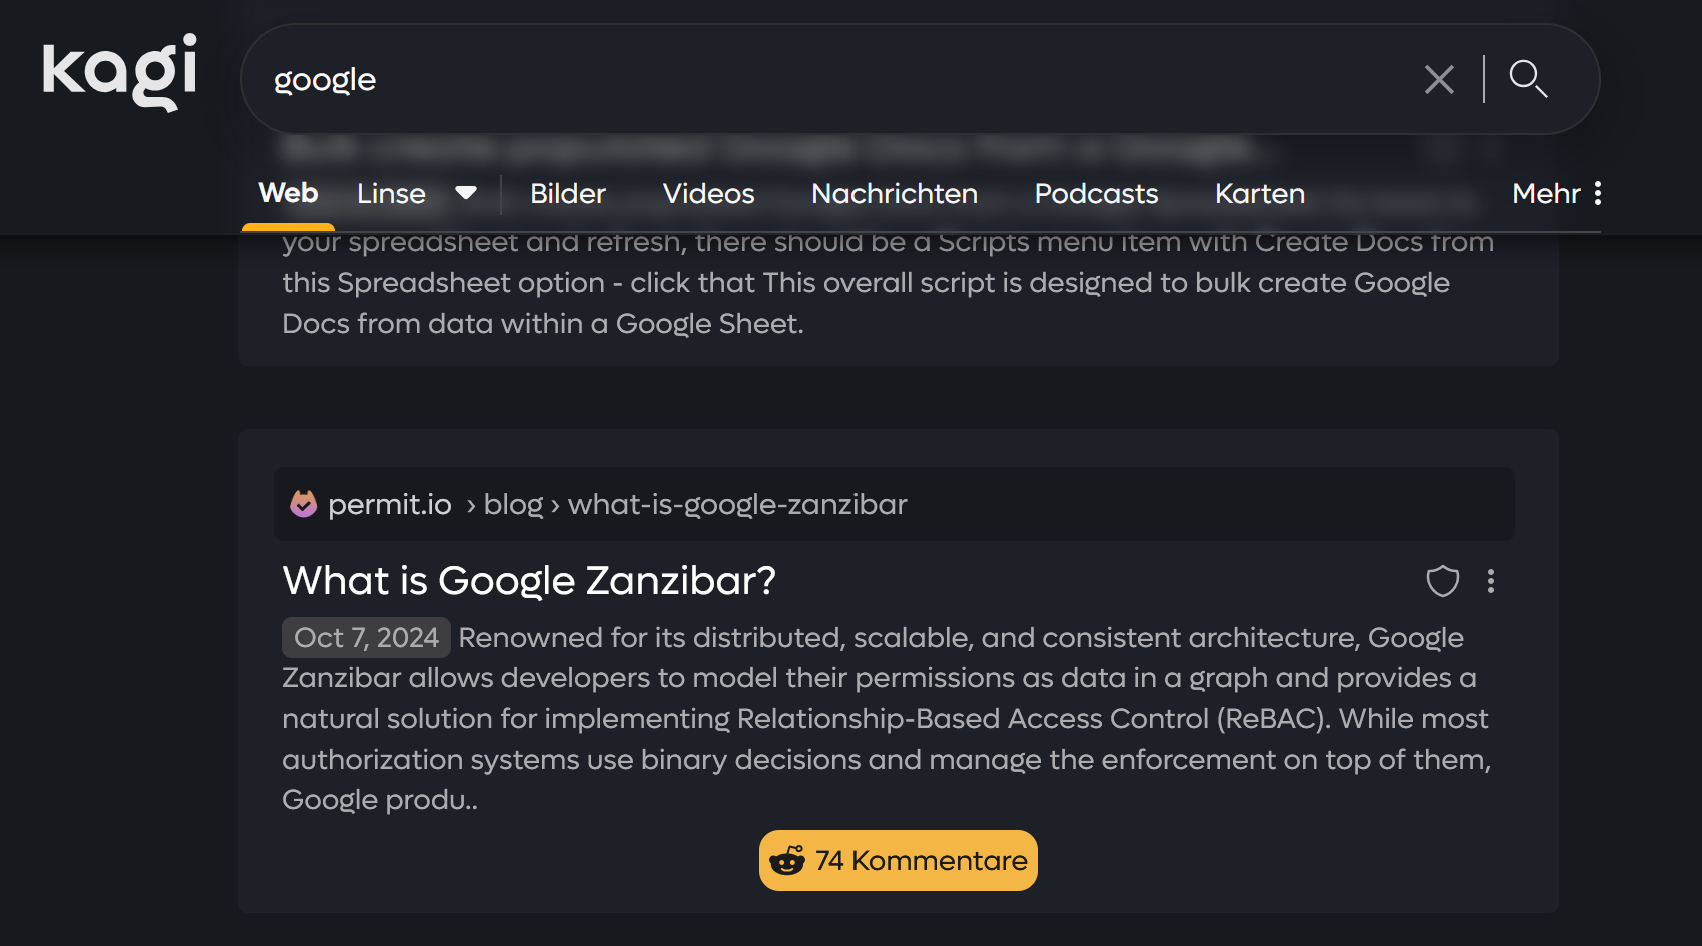 kagi
google
Web Linse Bilder Videos Nachrichten Podcasts Karten Mehr
your spreadsheet and refresh, there should be a Scripts menu item with Create Docs from
this Spreadsheet option - click that This overall script is designed to bulk create Google
Docs from data within a Google Sheet.
permit.io › blog › what-is-google-zanzibar
What is Google Zanzibar?
Oct 7, 2024 Renowned for its distributed, scalable, and consistent architecture, Google
Zanzibar allows developers to model their permissions as data in a graph and provides a
natural solution for implementing Relationship-Based Access Control (ReBAC). While most
authorization systems use binary decisions and manage the enforcement on top of them,
Google produ..
74 Kommentare